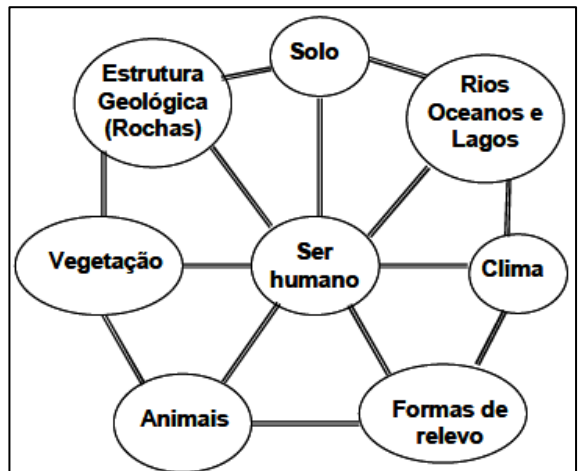 Solo
Estrutura
Geológica
(Rochas)
Rios
Oceanos e
Lagos
Vegetação
Ser
humano
Clima
Animais
Formas de
relevo